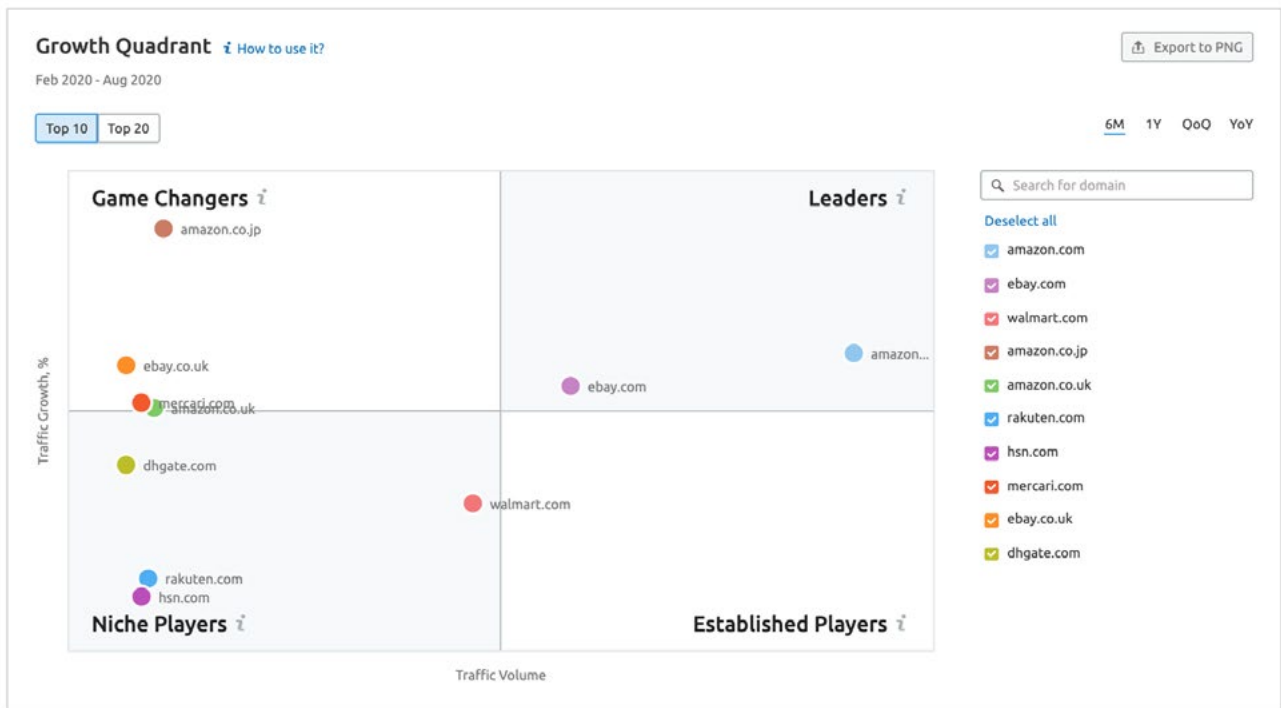 Growth Quadrant i How to use it?
Export to PNG
Feb 2020 - Aug 2020
Top 10 Top 20
6M 1Y QoQ YoY
Game Changers i
Leaders i
Search for domain
Deselect all
amazon.co.jp
amazon.com
ebay.com
walmart.com
amazon.co.jp
amazon.co.uk
rakuten.com
hsn.com
mercari.com
ebay.co.uk
dhgate.com
Traffic Growth, %
ebay.co.uk
amazon...
ebay.com
mercari.com
amazon.co.uk
dhgate.com
walmart.com
rakuten.com
hsn.com
Niche Players i
Established Players i
Traffic Volume